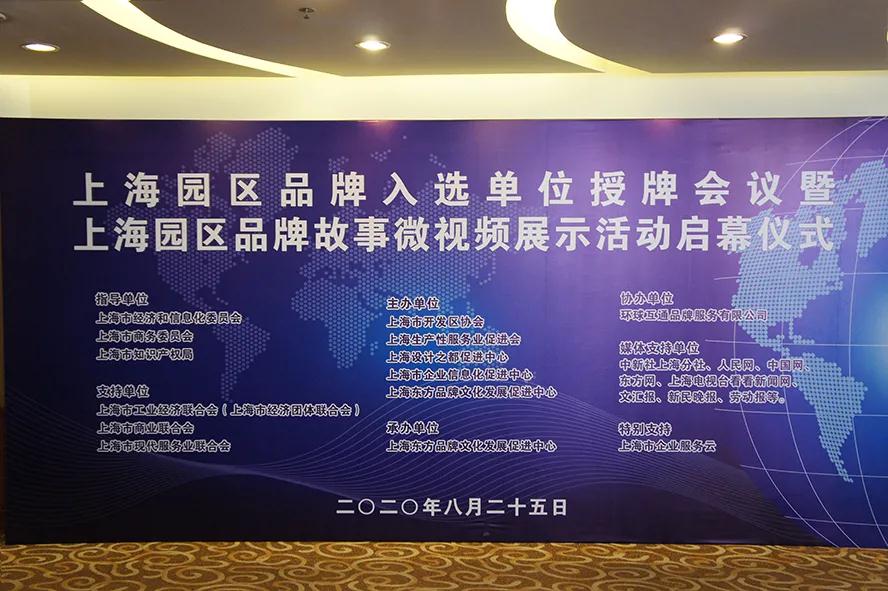 上海园区品牌入选单位授牌会议暨
上海园区品牌故事微视频展示活动启幕仪式
指导单位
上海市经济和信息化委员会
上海市商务委员会
上海市知识产权局
支持单位
上海市工业经济联合会（上海市经济团体联合会）
上海市商业联合会
上海市现代服务业联合会
主办单位
上海市开发区协会
上海生产性服务业促进会
上海设计之都促进中心
上海市企业信息化促进中心
上海东方品牌文化发展促进中心
承办单位
上海东方品牌文化发展促进中心
协办单位
环球互通品牌服务有限公司
媒体支持单位
中新社上海分社、人民网、中国网、
东方网、上海电视台看看新闻网、
文汇报、新民晚报、劳动报等。
特别支持
上海市企业服务云
二〇二〇年八月二十五日